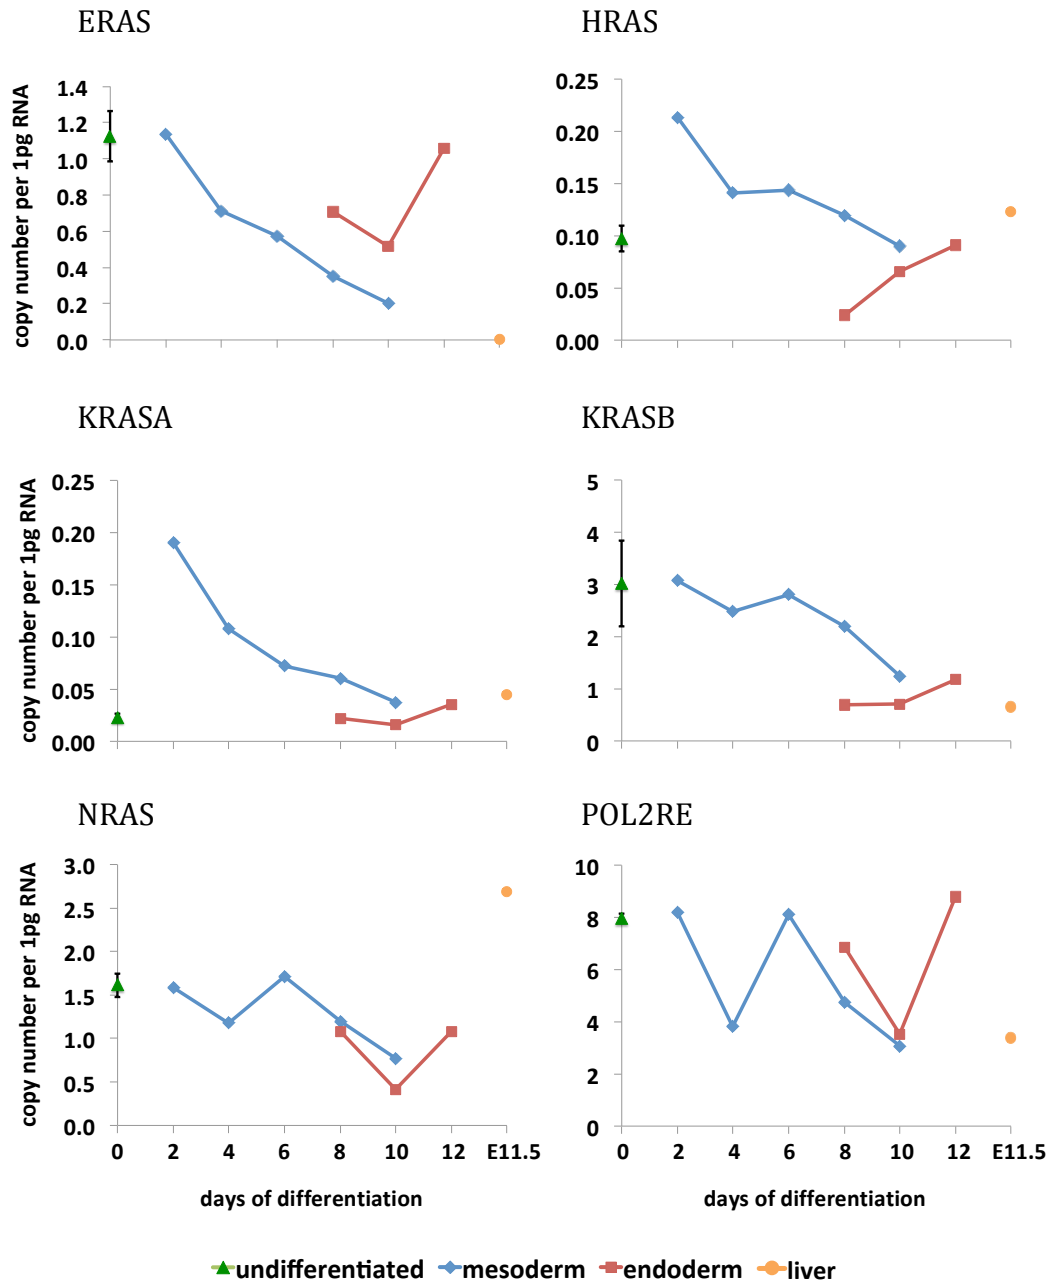 ERAS
HRAS
copy number per 1pg RNA
1.4
1.2
1.0
0.8
0.6
0.4
0.2
0.0
0.25
0.20
0.15
0.10
0.05
0.00
KRASA
KRASB
copy number per 1pg RNA
0.25
0.20
0.15
0.10
0.05
0.00
5
4
3
2
1
0
NRAS
POL2RE
copy number per 1pg RNA
3.0
2.5
2.0
1.5
1.0
0.5
0.0
10
8
6
4
2
0
0 2 4 6 8 10 12 E11.5
0 2 4 6 8 10 12 E11.5
days of differentiation
days of differentiation
undifferentiated mesoderm endoderm liver